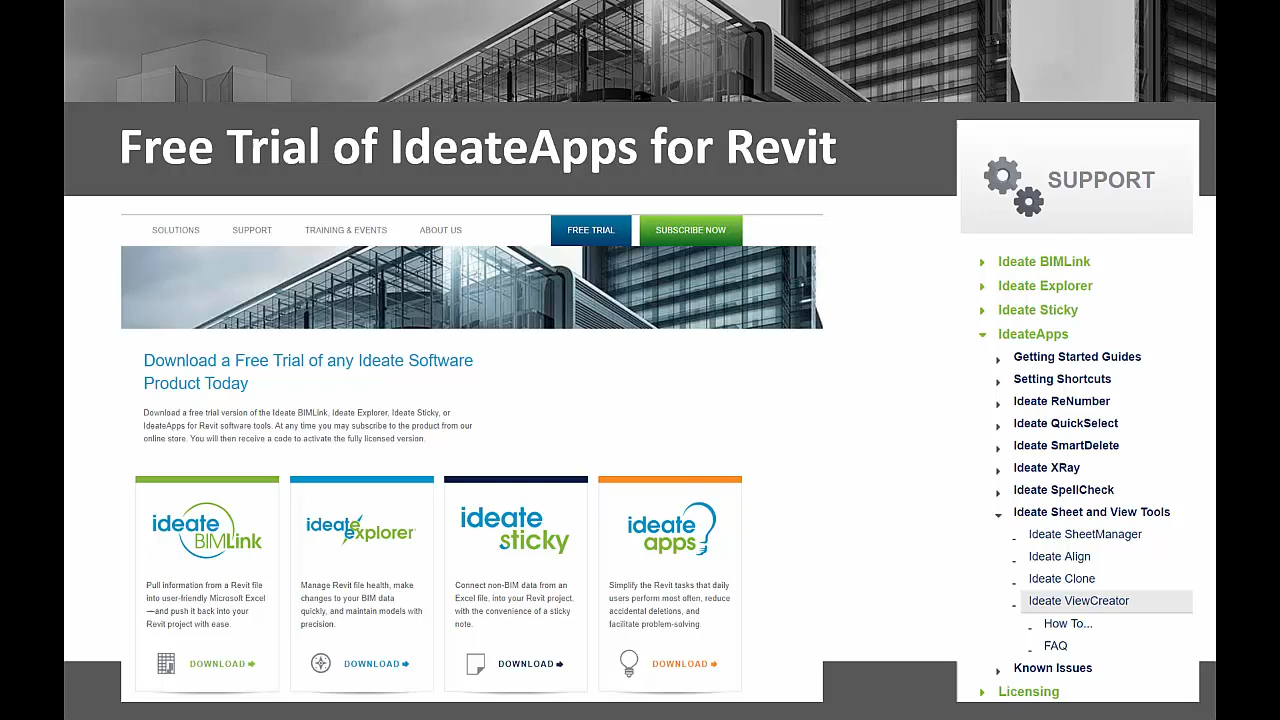 Free Trial of IdeateApps for Revit
SOLUTIONS SUPPORT TRAINING & EVENTS ABOUT US FREE TRIAL SUBSCRIBE NOW
Download a Free Trial of any Ideate Software
Product Today
Download a free trial version of the Ideate BIMLink, Ideate Explorer, Ideate Sticky, or
IdeateApps for Revit software tools. At any time you may subscribe to the product from our
online store. You will then receive a code to activate the fully licensed version.
ideate
BIMLink
Pull information from a Revit file
into user-friendly Microsoft Excel
—and push it back into your
Revit project with ease.
DOWNLOAD
ideate
explorer
Manage Revit file health, make
changes to your BIM data
quickly, and maintain models with
precision.
DOWNLOAD
ideate
sticky
Connect non-BIM data from an
Excel file, into your Revit project,
with the convenience of a sticky
note.
DOWNLOAD
ideate
apps
Simplify the Revit tasks that daily
users perform most often, reduce
accidental deletions, and
facilitate problem-solving.
DOWNLOAD
SUPPORT
Ideate BIMLink
Ideate Explorer
Ideate Sticky
IdeateApps
Getting Started Guides
Setting Shortcuts
Ideate ReNumber
Ideate QuickSelect
Ideate SmartDelete
Ideate XRay
Ideate SpellCheck
Ideate Sheet and View Tools
Ideate SheetManager
Ideate Align
Ideate Clone
Ideate ViewCreator
How To...
FAQ
Known Issues
Licensing